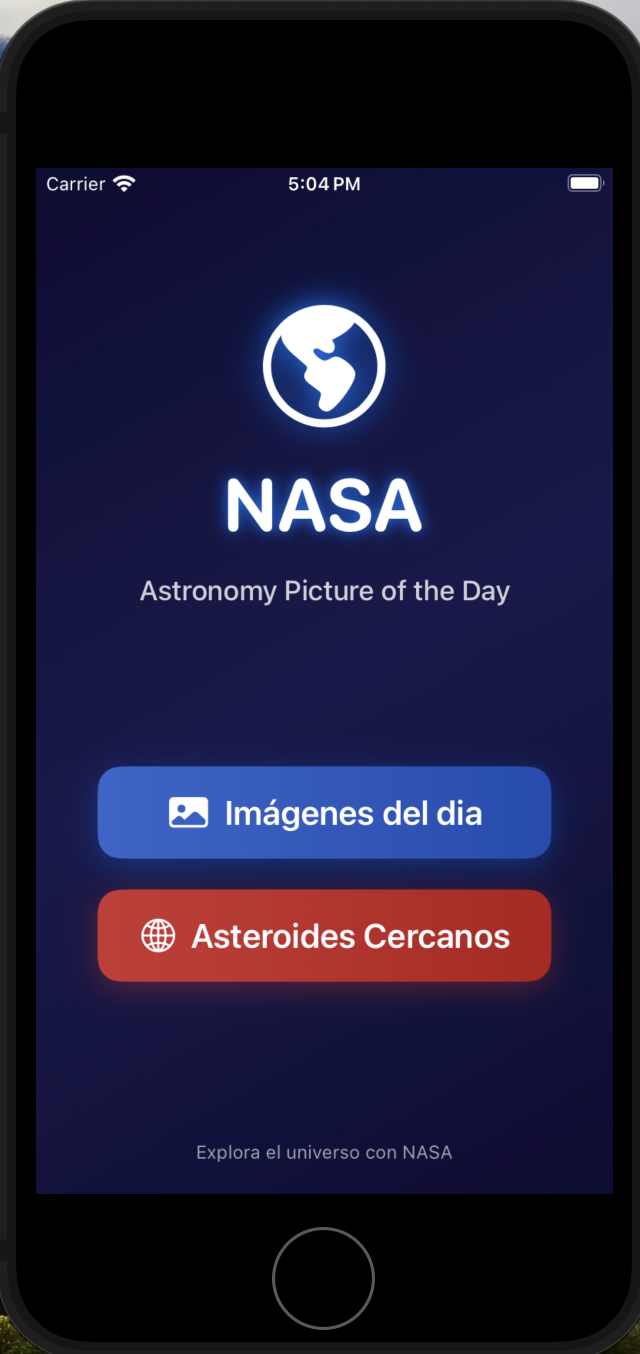 Carrier
5:04 PM
NASA
Astronomy Picture of the Day
Imágenes del dia
Asteroides Cercanos
Explora el universo con NASA